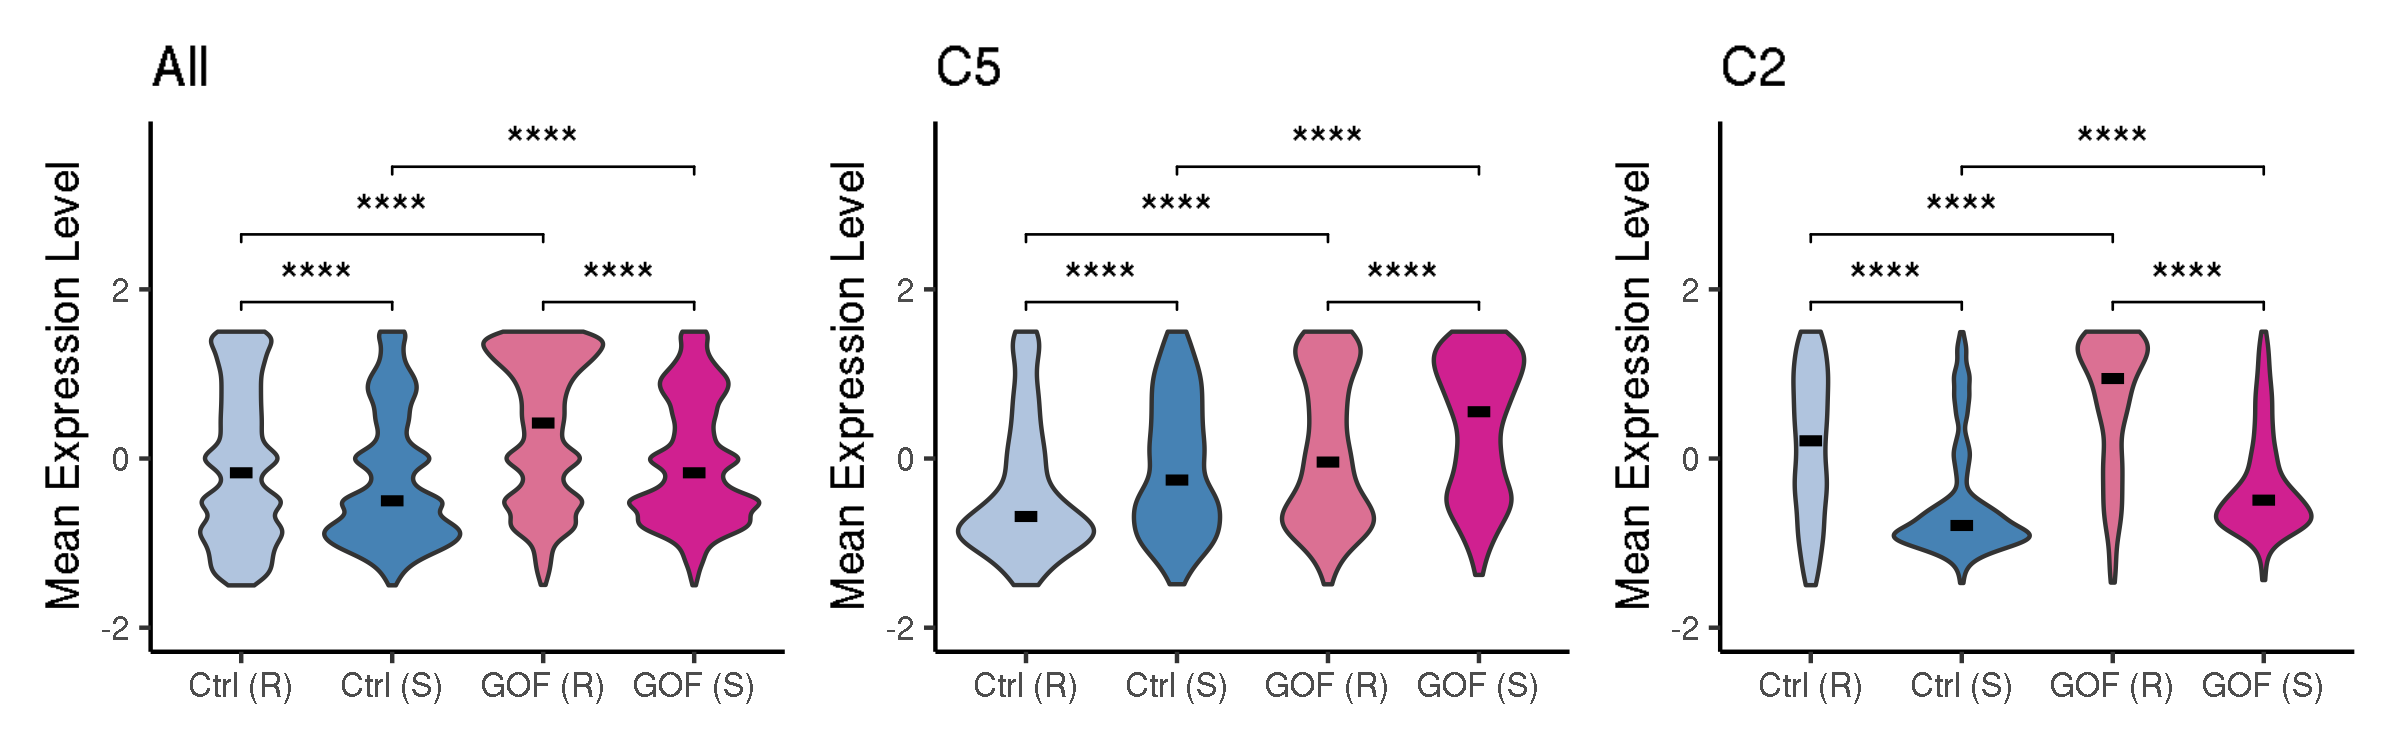 All
Mean Expression Level
****
****
**** ****
2
0
-2
Ctrl (R) Ctrl (S) GOF (R) GOF (S)
C5
Mean Expression Level
****
****
**** ****
2
0
-2
Ctrl (R) Ctrl (S) GOF (R) GOF (S)
C2
Mean Expression Level
****
****
**** ****
2
0
-2
Ctrl (R) Ctrl (S) GOF (R) GOF (S)